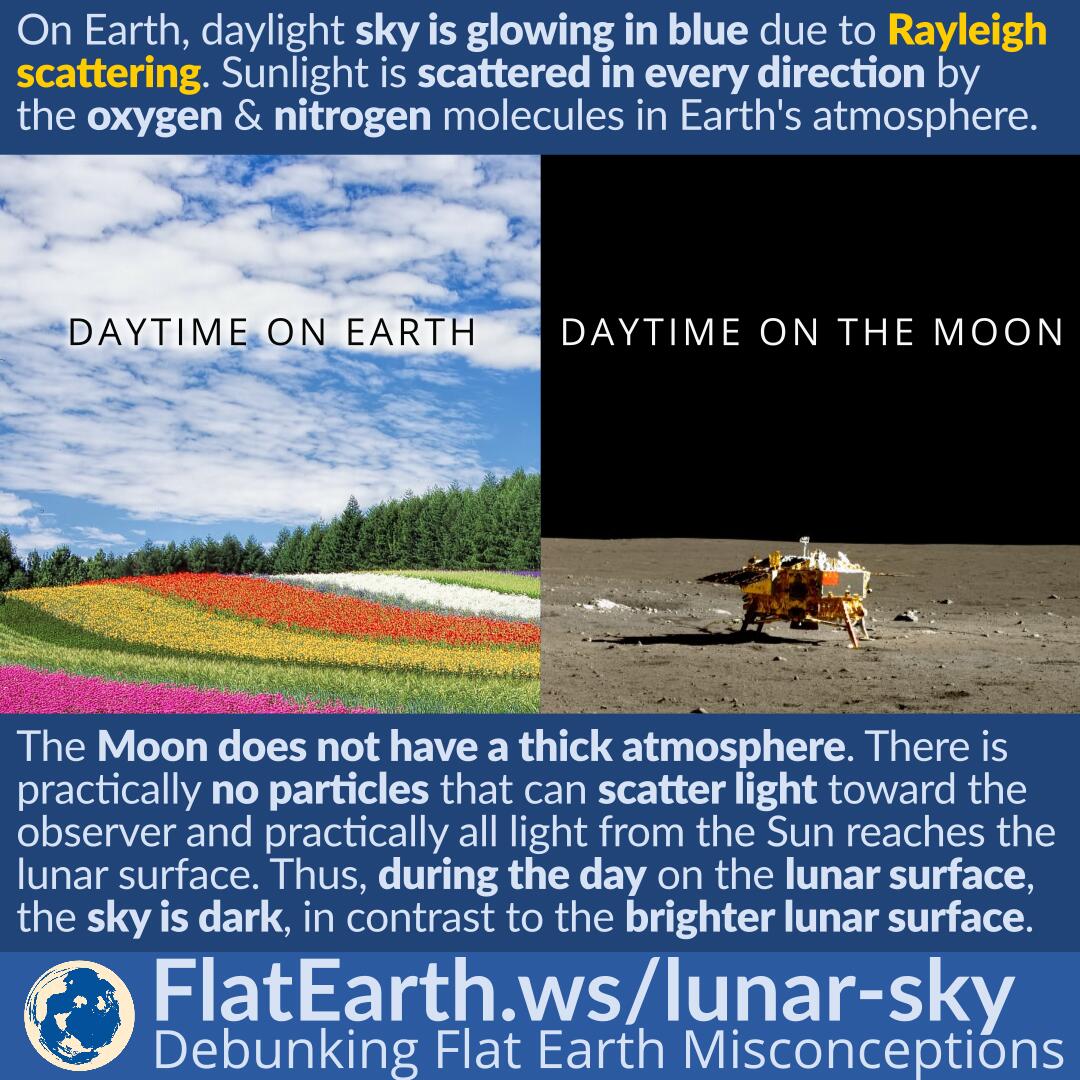 On Earth, daylight sky is glowing in blue due to Rayleigh
scattering. Sunlight is scattered in every direction by
the oxygen & nitrogen molecules in Earth's atmosphere.
DAYTIME ON EARTH
DAYTIME ON THE MOON
The Moon does not have a thick atmosphere. There is
practically no particles that can scatter light toward the
observer and practically all light from the Sun reaches the
lunar surface. Thus, during the day on the lunar surface,
the sky is dark, in contrast to the brighter lunar surface.
FlatEarth.ws/lunar-sky
Debunking Flat Earth Misconceptions